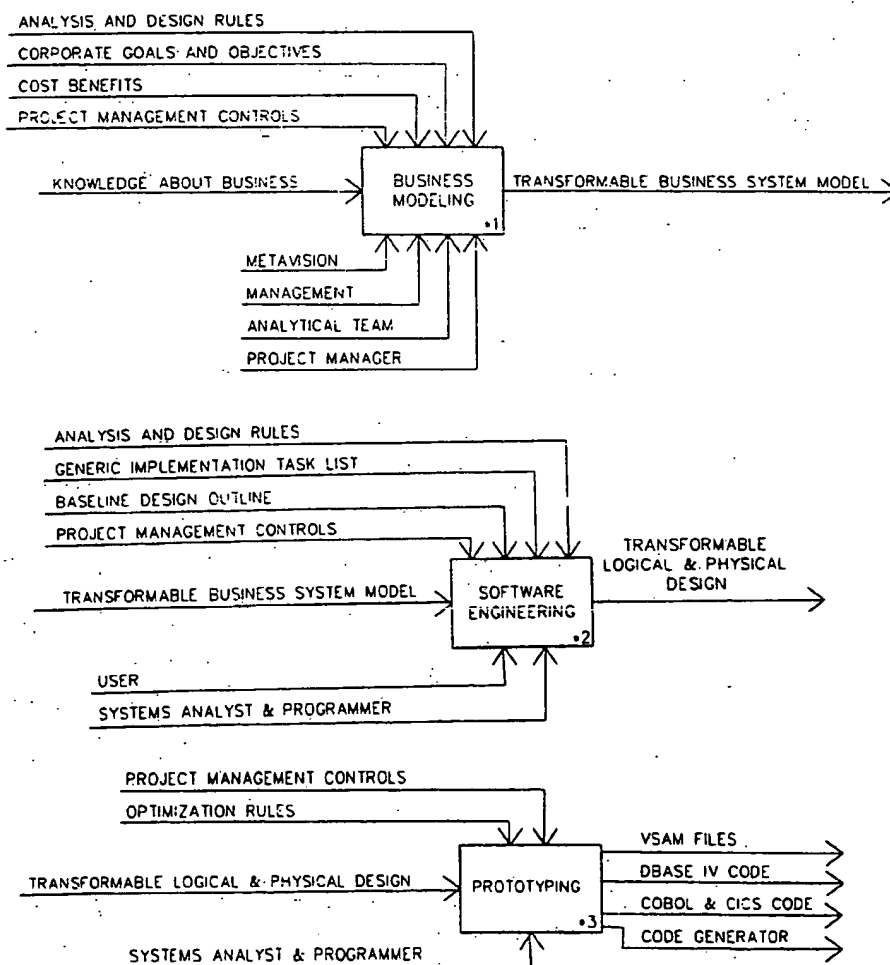 ANALYSIS AND DESIGN RULES
CORPORATE GOALS AND OBJECTIVES
COST BENEFITS
PROJECT MANAGEMENT CONTROLS
KNOWLEDGE ABOUT BUSINESS
BUSINESS
MODELING
•1
TRANSFORMABLE BUSINESS SYSTEM MODEL
METAVISION
MANAGEMENT
ANALYTICAL TEAM
PROJECT MANAGER
ANALYSIS AND DESIGN RULES
GENERIC IMPLEMENTATION TASK LIST
BASELINE DESIGN OUTLINE
PROJECT MANAGEMENT CONTROLS
TRANSFORMABLE BUSINESS SYSTEM MODEL
SOFTWARE
ENGINEERING
•2
TRANSFORMABLE
LOGICAL & PHYSICAL
DESIGN
USER
SYSTEMS ANALYST & PROGRAMMER
PROJECT MANAGEMENT CONTROLS
OPTIMIZATION RULES
TRANSFORMABLE LOGICAL & PHYSICAL DESIGN
PROTOTYPING
•3
VSAM FILES
DBASE IV CODE
COBOL & CICS CODE
CODE GENERATOR
SYSTEMS ANALYST & PROGRAMMER